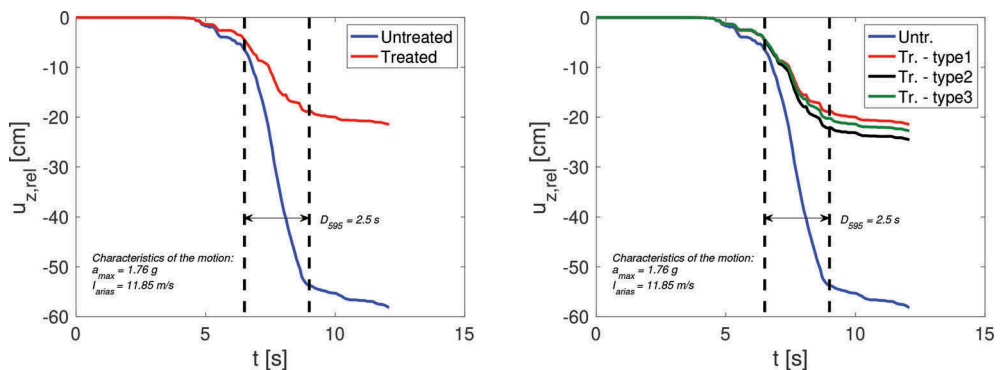 0
-10
-20
-30
-40
-50
-60
u_z,rel [cm]
Untreated
Treated
D_595 = 2.5 s
Characteristics of the motion:
a_max = 1.76 g
I_arias = 11.85 m/s
0 5 10 15
t [s]
0
-10
-20
-30
-40
-50
-60
u_z,rel [cm]
Untr.
Tr. - type1
Tr. - type2
Tr. - type3
D_595 = 2.5 s
Characteristics of the motion:
a_max = 1.76 g
I_arias = 11.85 m/s
0 5 10 15
t [s]